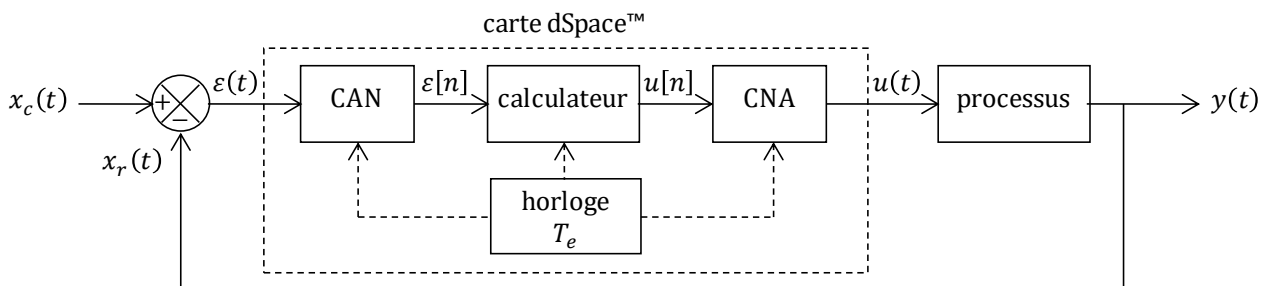 carte dSpace™
x_c(t)
+
−
x_r(t)
ε(t)
CAN
ε[n]
calculateur
u[n]
CNA
u(t)
processus
y(t)
horloge
T_e